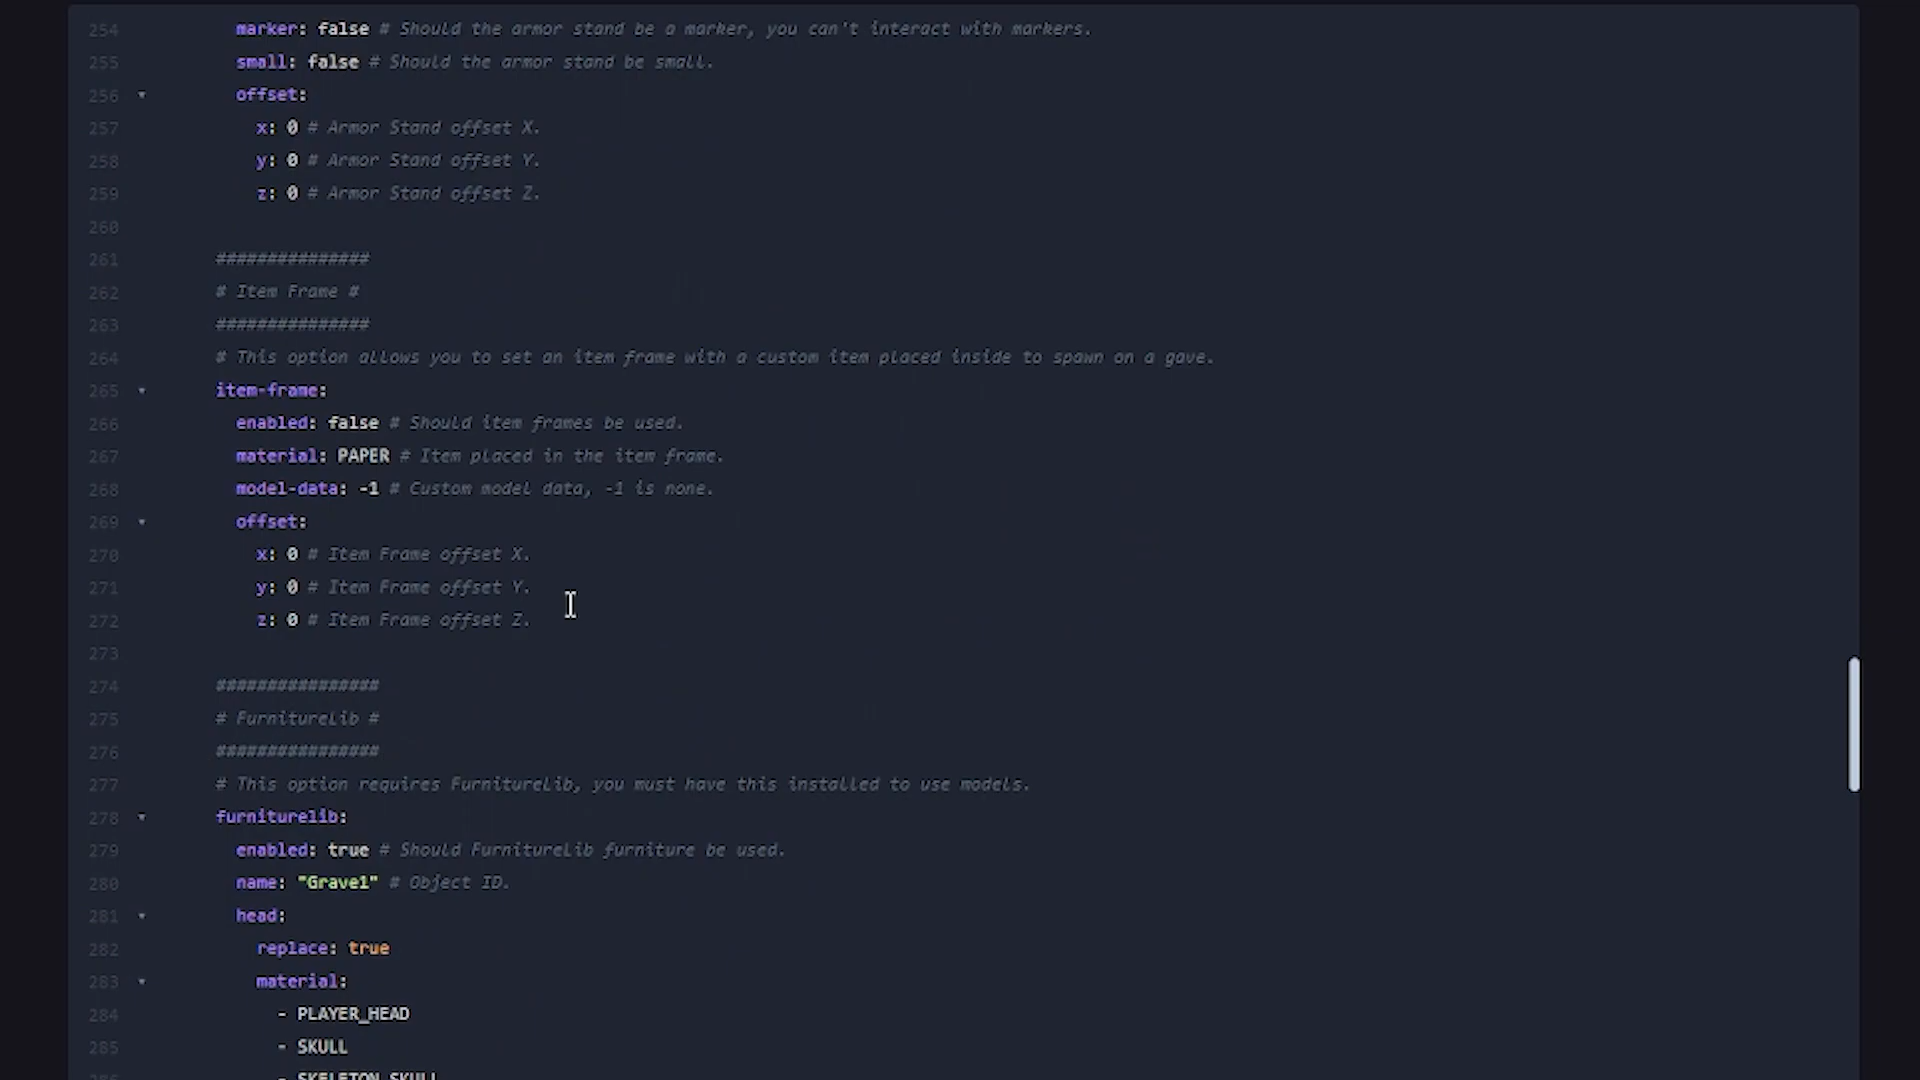 254 marker: false # Should the armor stand be a marker, you can't interact with markers.
255 small: false # Should the armor stand be small.
256 offset:
257 x: 0 # Armor Stand offset X.
258 y: 0 # Armor Stand offset Y.
259 z: 0 # Armor Stand offset Z.
260
261 ###############
262 # Item Frame #
263 ###############
264 # This option allows you to set an item frame with a custom item placed inside to spawn on a gave.
265 item-frame:
266 enabled: false # Should item frames be used.
267 material: PAPER # Item placed in the item frame.
268 model-data: -1 # Custom model data, -1 is none.
269 offset:
270 x: 0 # Item Frame offset X.
271 y: 0 # Item Frame offset Y.
272 z: 0 # Item Frame offset Z.
273
274 ################
275 # FurnitureLib #
276 ################
277 # This option requires FurnitureLib, you must have this installed to use models.
278 furniturelib:
279 enabled: true # Should FurnitureLib furniture be used.
280 name: "Grave1" # Object ID.
281 head:
282 replace: true
283 material:
284 - PLAYER_HEAD
285 - SKULL
286 - SKELETON_SKULL